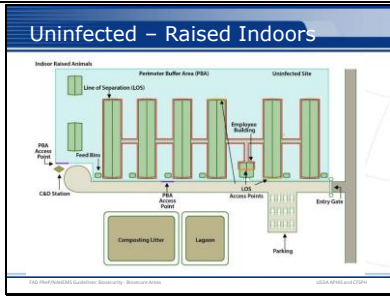 Uninfected – Raised Indoors
Indoor Raised Animals
Perimeter Buffer Area (PBA)
Uninfected Site
Line of Separation (LOS)
Employee
Building
PBA
Access
Point
Feed Bins
C&D Station
PBA
Access
Point
LOS
Access Points
Entry Gate
Composting Litter
Lagoon
Parking
FAD PReP/NAHEMS Guidelines: Biosecurity - Biosecure Areas
USDA APHIS and CFSPH